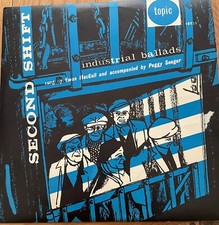 topic
SECOND SHIFT
industrial ballads
sung by Ewan MacColl and accompanied by Peggy Seeger